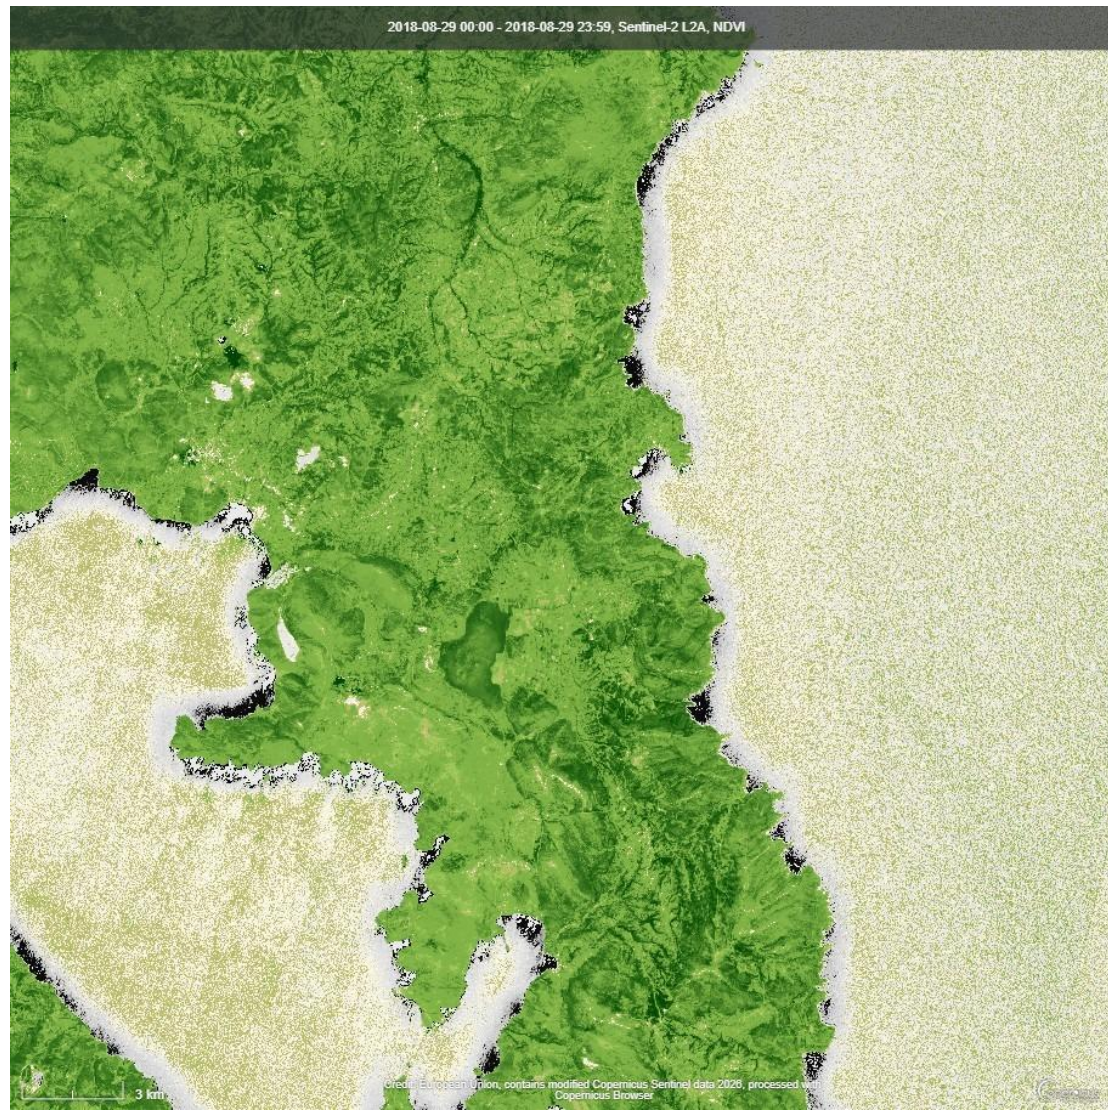 2018-08-29 00:00 - 2018-08-29 23:59, Sentinel-2 L2A, NDVI
3 km
Credit: European Union, contains modified Copernicus Sentinel data 2026, processed with
Copernicus Browser